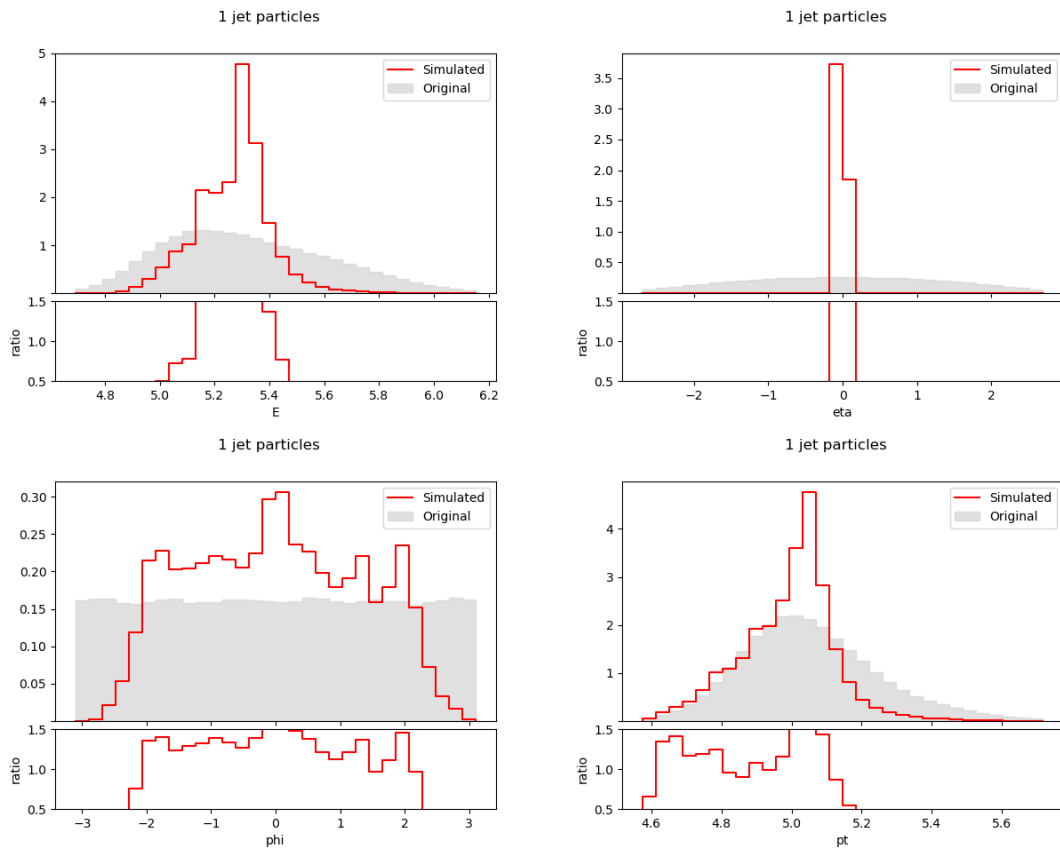 1 jet particles
5
4
3
2
1
Simulated
Original
1.5
1.0
0.5
ratio
4.8 5.0 5.2 5.4 5.6 5.8 6.0 6.2
E
1 jet particles
3.5
3.0
2.5
2.0
1.5
1.0
0.5
Simulated
Original
1.5
1.0
0.5
ratio
−2 −1 0 1 2
eta
1 jet particles
0.30
0.25
0.20
0.15
0.10
0.05
Simulated
Original
1.5
1.0
0.5
ratio
−3 −2 −1 0 1 2 3
phi
1 jet particles
4
3
2
1
Simulated
Original
1.5
1.0
0.5
ratio
4.6 4.8 5.0 5.2 5.4 5.6
pt